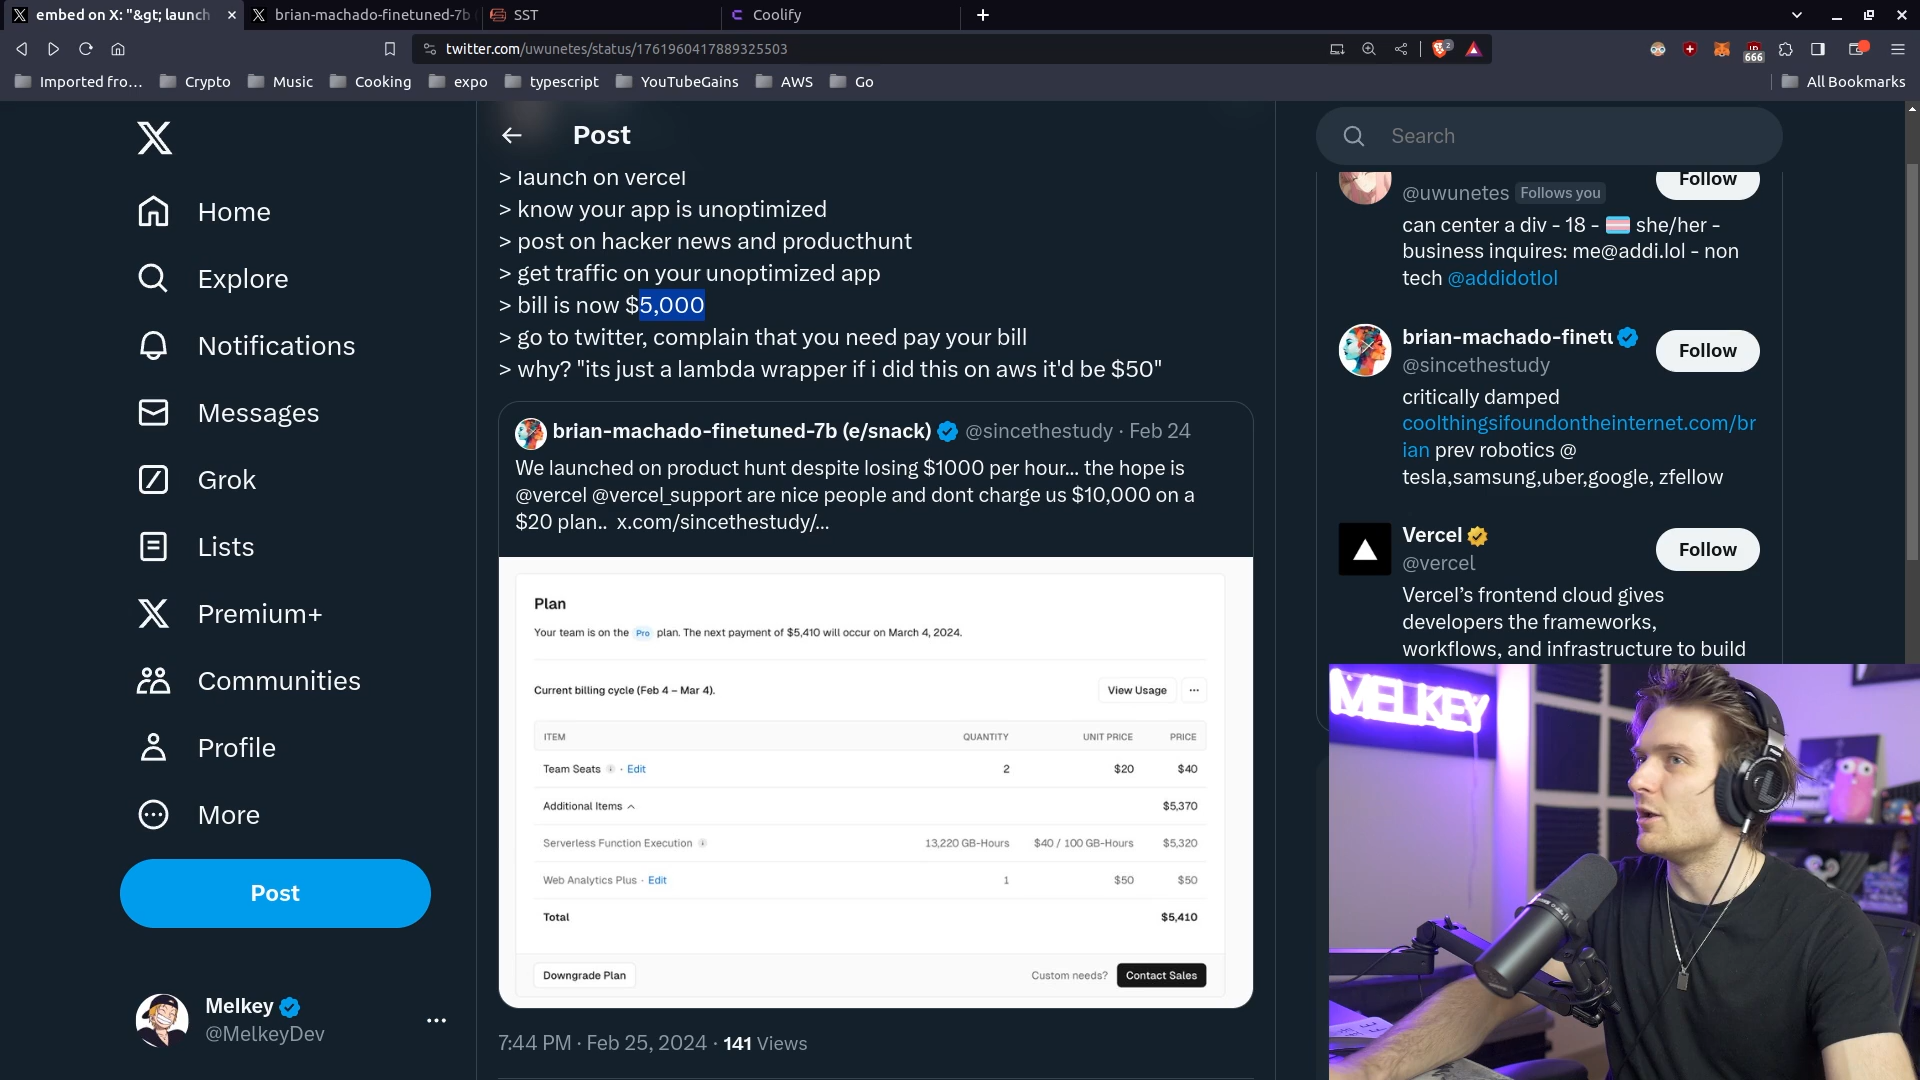 embed on X: "&gt; launch
brian-machado-finetuned-7b
SST
Coolify
twitter.com/uwunetes/status/1761960417889325503
2
666
Imported fro...
Crypto
Music
Cooking
expo
typescript
YouTubeGains
AWS
Go
All Bookmarks
Home
Explore
Notifications
Messages
Grok
Lists
Premium+
Communities
Profile
More
Post
Melkey
@MelkeyDev
Post
> launch on vercel
> know your app is unoptimized
> post on hacker news and producthunt
> get traffic on your unoptimized app
> bill is now $5,000
> go to twitter, complain that you need pay your bill
> why? "its just a lambda wrapper if i did this on aws it'd be $50"
brian-machado-finetuned-7b (e/snack) @sincethestudy · Feb 24
We launched on product hunt despite losing $1000 per hour... the hope is
@vercel @vercel_support are nice people and dont charge us $10,000 on a
$20 plan.. x.com/sincethestudy/...
Plan
Your team is on the Pro plan. The next payment of $5,410 will occur on March 4, 2024.
Current billing cycle (Feb 4 – Mar 4).
View Usage
ITEM QUANTITY UNIT PRICE PRICE
Team Seats · Edit 2 $20 $40
Additional Items $5,370
Serverless Function Execution 13,220 GB-Hours $40 / 100 GB-Hours $5,320
Web Analytics Plus · Edit 1 $50 $50
Total $5,410
Downgrade Plan
Custom needs?
Contact Sales
7:44 PM · Feb 25, 2024 · 141 Views
Search
@uwunetes Follows you
Follow
can center a div - 18 - she/her -
business inquires: me@addi.lol - non
tech @addidotlol
brian-machado-finetu
@sincethestudy
Follow
critically damped
coolthingsifoundontheinternet.com/br
ian prev robotics @
tesla,samsung,uber,google, zfellow
Vercel
@vercel
Follow
Vercel’s frontend cloud gives
developers the frameworks,
workflows, and infrastructure to build
MELKEY